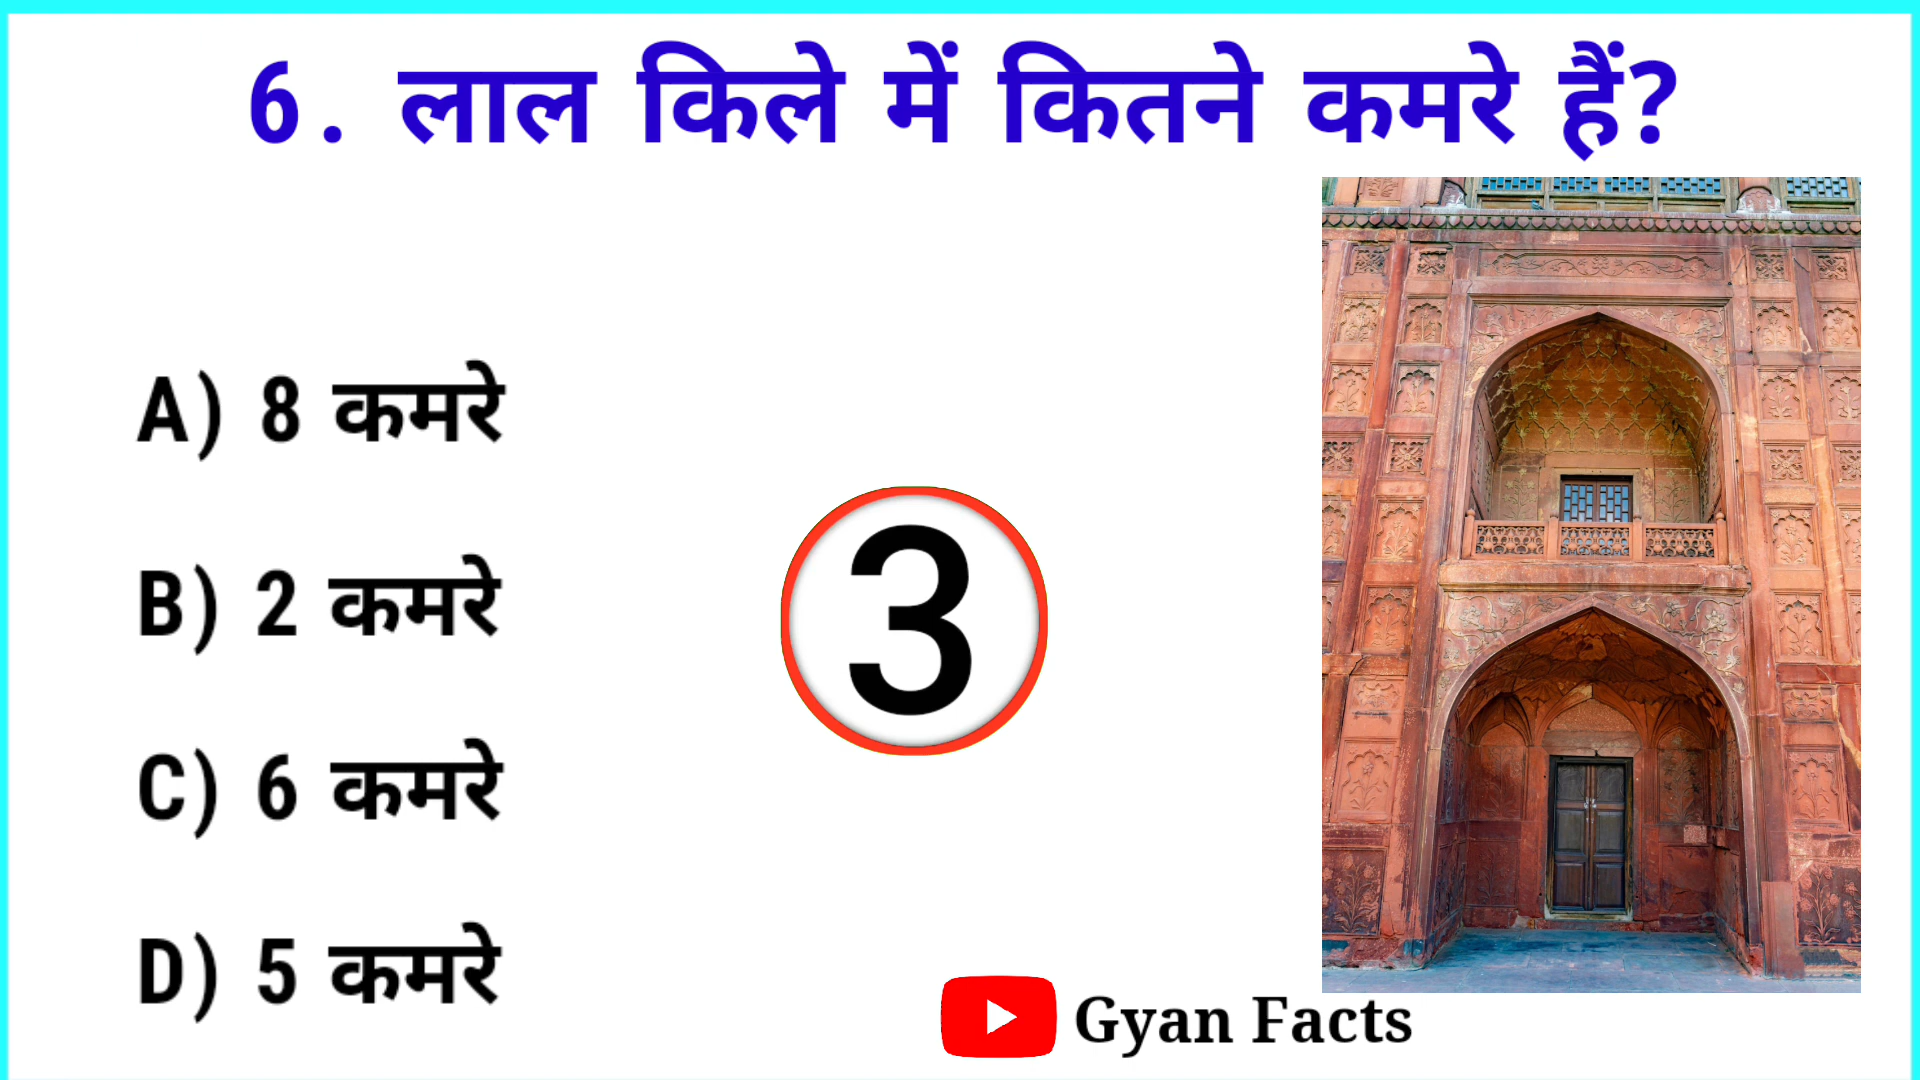 6. लाल किले में कितने कमरे हैं?
A) 8 कमरे
B) 2 कमरे
3
C) 6 कमरे
D) 5 कमरे
Gyan Facts